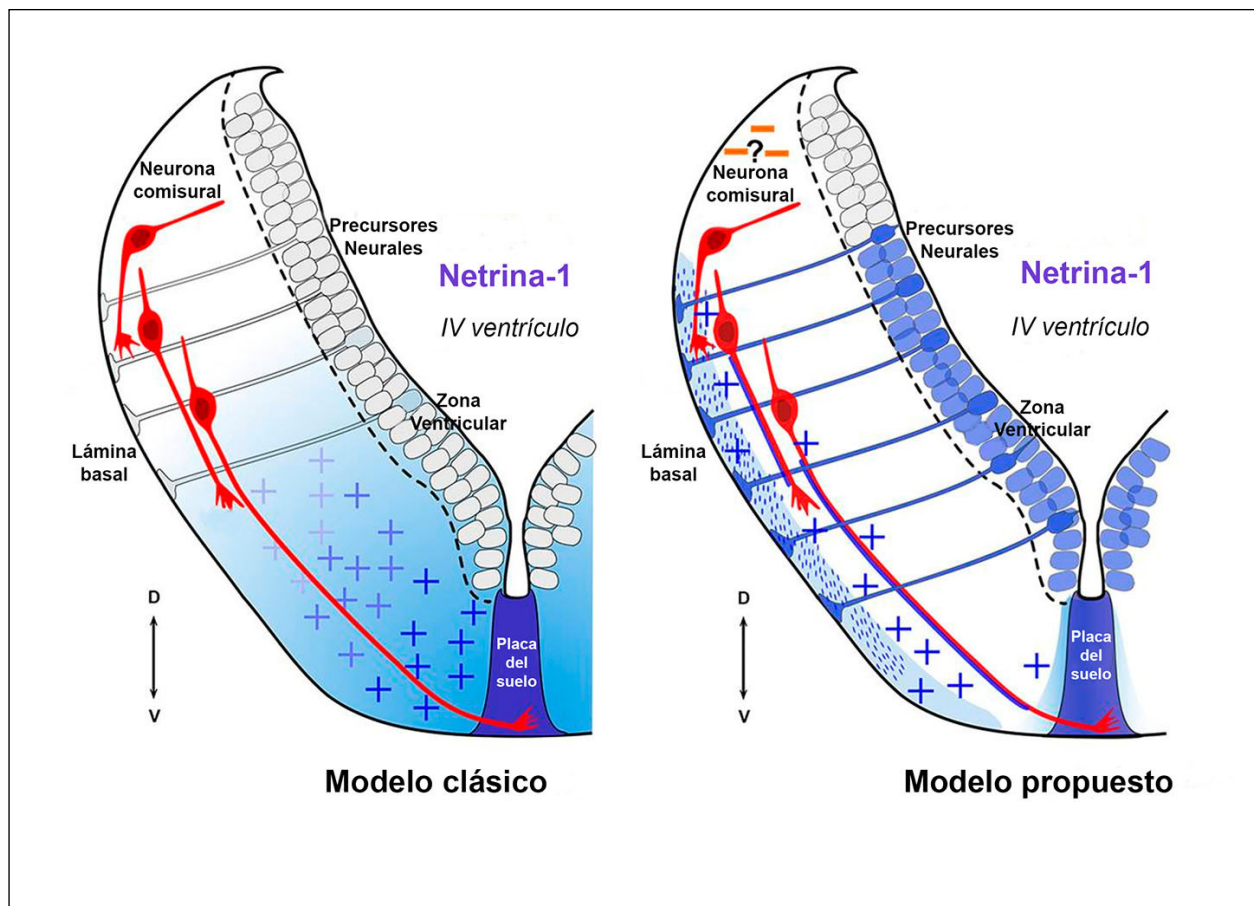 Neurona
comisural
Precursores
Neurales
Netrina-1
IV ventrículo
Zona
Ventricular
Lámina
basal
D
V
Placa
del
suelo
Modelo clásico
?
Neurona
comisural
Precursores
Neurales
Netrina-1
IV ventrículo
Zona
Ventricular
Lámina
basal
D
V
Placa
del
suelo
Modelo propuesto